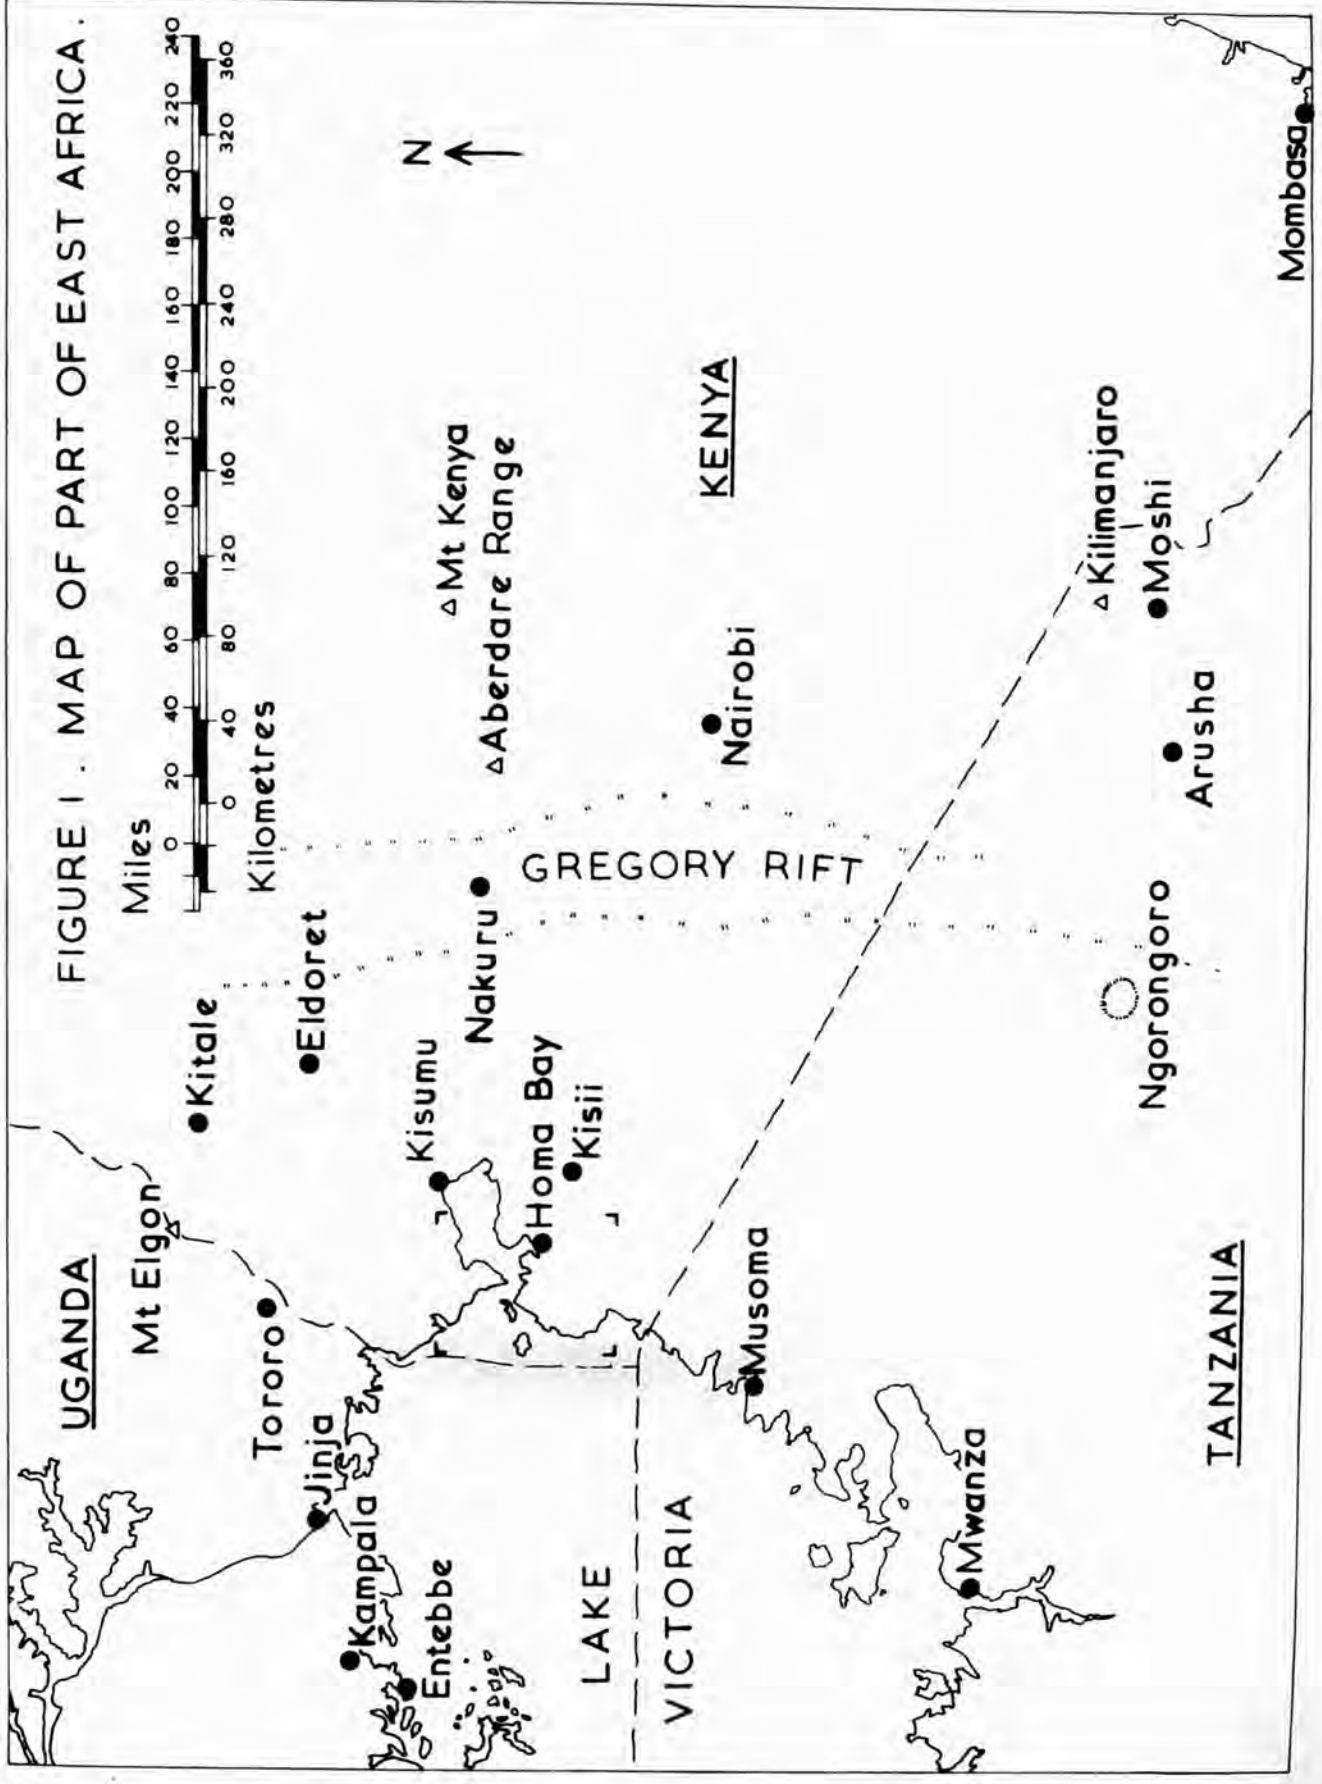 FIGURE 1. MAP OF PART OF EAST AFRICA.
Miles
0 20 40 60 80 100 120 140 160 180 200 220 240
0 40 80 120 160 200 240 280 320 360
Kilometres
N
UGANDA
Mt Elgon
Kitale
Tororo
Eldoret
Jinja
Kampala
Entebbe
Kisumu
Nakuru
Mt Kenya
Aberdare Range
Homa Bay
Kisii
GREGORY RIFT
LAKE
VICTORIA
Nairobi
KENYA
Musoma
Mwanza
Kilimanjaro
Moshi
Ngorongoro
Arusha
TANZANIA
Mombasa